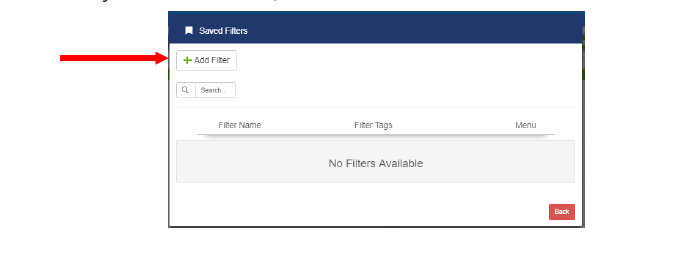 Saved Filters
Add Filter
Search...
Filter Name Filter Tags Menu
No Filters Available
Back